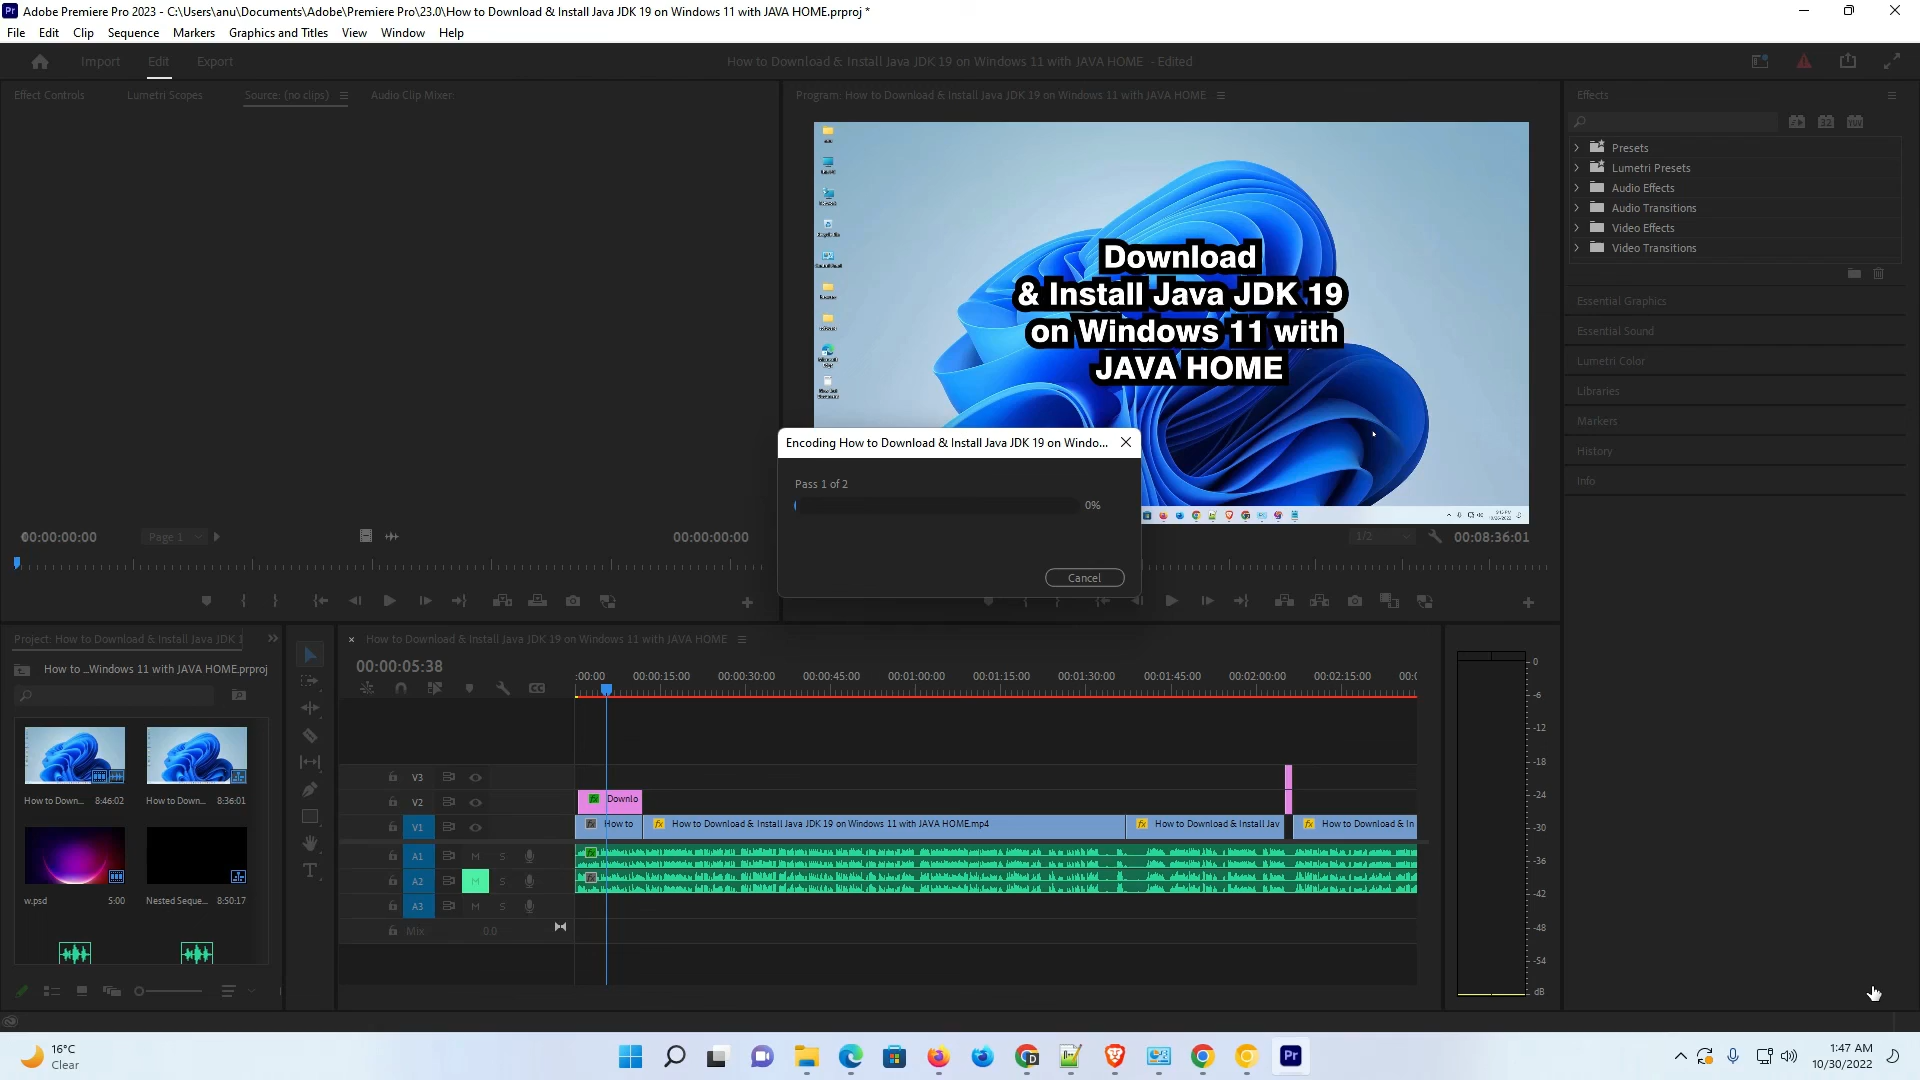 Adobe Premiere Pro 2023 - C:\Users\anu\Documents\Adobe\Premiere Pro\23.0\How to Download & Install Java JDK 19 on Windows 11 with JAVA HOME.prproj *
File Edit Clip Sequence Markers Graphics and Titles View Window Help
Import Edit Export
How to Download & Install Java JDK 19 on Windows 11 with JAVA HOME - Edited
Effect Controls Lumetri Scopes Source: (no clips) Audio Clip Mixer:
Program: How to Download & Install Java JDK 19 on Windows 11 with JAVA HOME
Effects
Presets
Lumetri Presets
Audio Effects
Audio Transitions
Video Effects
Video Transitions
Essential Graphics
Essential Sound
Lumetri Color
Libraries
Markers
History
Info
Download
& Install Java JDK 19
on Windows 11 with
JAVA HOME
Encoding How to Download & Install Java JDK 19 on Windo...
Pass 1 of 2
0%
Cancel
00:00:00:00 Page 1 00:00:00:00
1/2 00:08:36:01
Project: How to Download & Install Java JDK 1
How to ...Windows 11 with JAVA HOME.prproj
How to Down... 8:46:02 How to Down... 8:36:01
w.psd 5:00 Nested Seque... 8:50:17
How to Download & Install Java JDK 19 on Windows 11 with JAVA HOME
00:00:05:38
:00:00 00:00:15:00 00:00:30:00 00:00:45:00 00:01:00:00 00:01:15:00 00:01:30:00 00:01:45:00 00:02:00:00 00:02:15:00 00:0
V3
V2 Downlo
V1 How to How to Download & Install Java JDK 19 on Windows 11 with JAVA HOME.mp4 How to Download & Install Jav How to Download & In
A1 M S
A2 M S
A3 M S
Mix 0.0
0
-6
-12
-18
-24
-30
-36
-42
-48
-54
dB
16°C
Clear
1:47 AM
10/30/2022